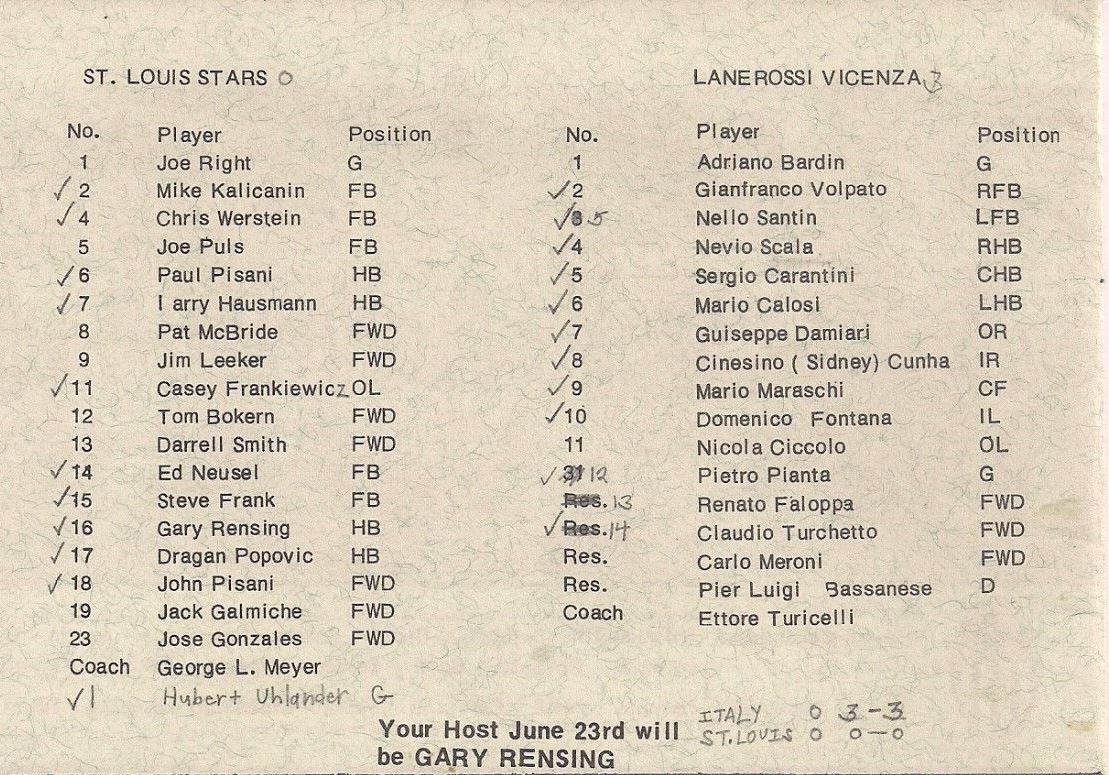 ST. LOUIS STARS 0
No. Player Position
1 Joe Right G
✓ 2 Mike Kalicanin FB
✓ 4 Chris Werstein FB
5 Joe Puls FB
✓ 6 Paul Pisani HB
✓ 7 Larry Hausmann HB
8 Pat McBride FWD
9 Jim Leeker FWD
✓ 11 Casey Frankiewicz OL
12 Tom Bokern FWD
13 Darrell Smith FWD
✓ 14 Ed Neusel FB
✓ 15 Steve Frank FB
✓ 16 Gary Rensing HB
✓ 17 Dragan Popovic HB
✓ 18 John Pisani FWD
19 Jack Galmiche FWD
23 Jose Gonzales FWD
Coach George L. Meyer
✓ 1 Hubert Uhlander G
LANEROSSI VICENZA 3
No. Player Position
1 Adriano Bardin G
✓ 2 Gianfranco Volpato RFB
✓ 3 5 Nello Santin LFB
✓ 4 Nevio Scala RHB
✓ 5 Sergio Carantini CHB
✓ 6 Mario Calosi LHB
✓ 7 Guiseppe Damiari OR
✓ 8 Cinesino ( Sidney) Cunha IR
✓ 9 Mario Maraschi CF
✓ 10 Domenico Fontana IL
11 Nicola Ciccolo OL
✓ 31 12 Pietro Pianta G
Res. 13 Renato Faloppa FWD
✓ Res. 14 Claudio Turchetto FWD
Res. Carlo Meroni FWD
Res. Pier Luigi Bassanese D
Coach Ettore Turicelli
Your Host June 23rd will
be GARY RENSING
ITALY 0 3-3
ST.LOUIS 0 0-0